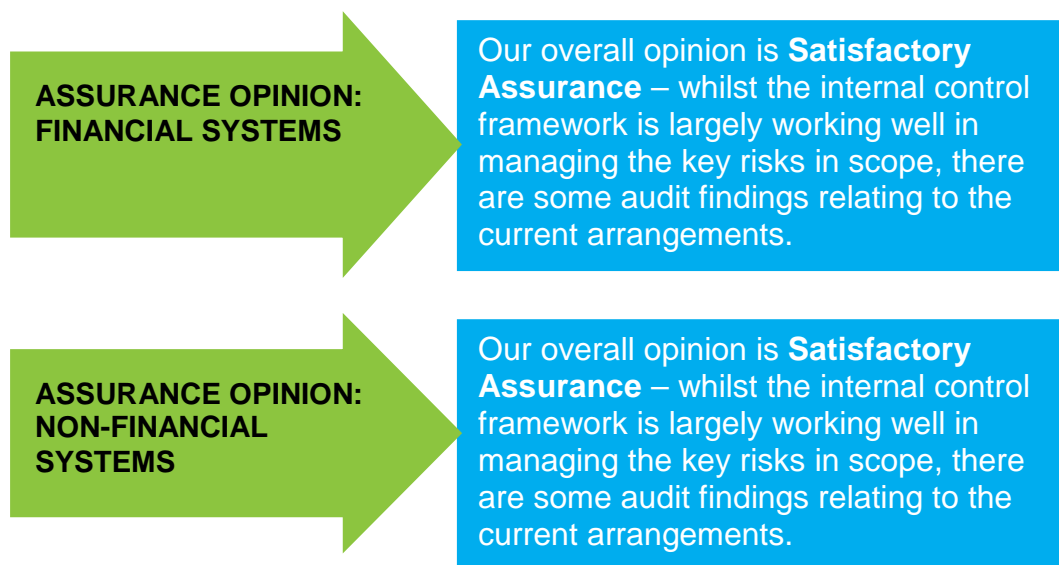 ASSURANCE OPINION:
FINANCIAL SYSTEMS
Our overall opinion is Satisfactory
Assurance – whilst the internal control
framework is largely working well in
managing the key risks in scope, there
are some audit findings relating to the
current arrangements.
ASSURANCE OPINION:
NON-FINANCIAL
SYSTEMS
Our overall opinion is Satisfactory
Assurance – whilst the internal control
framework is largely working well in
managing the key risks in scope, there
are some audit findings relating to the
current arrangements.